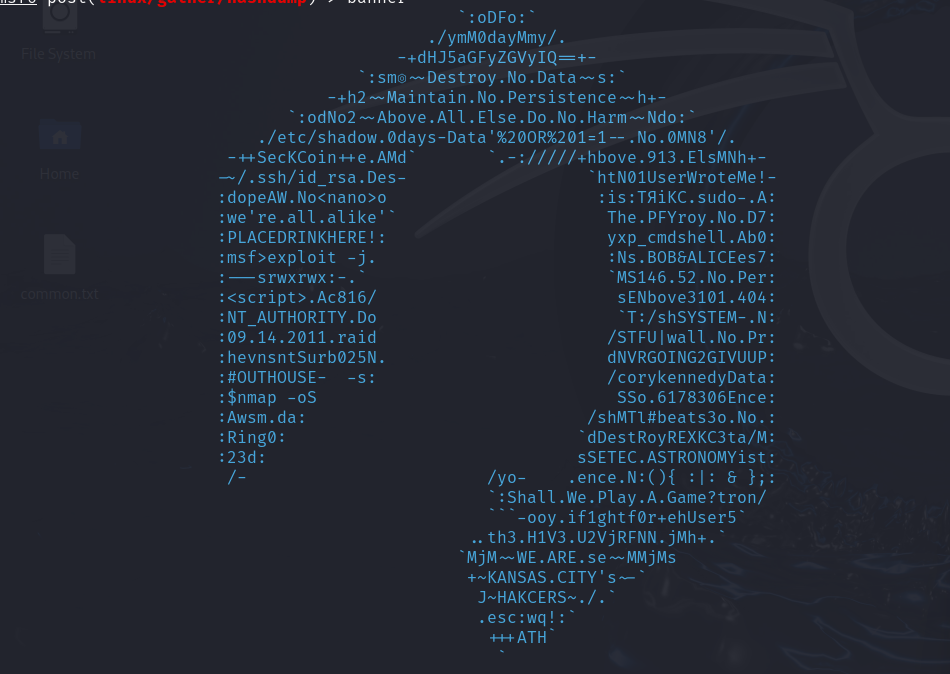 msf6 post(linux/gather/hashdump) > banner
`:oDFo:`
./ymM0dayMmy/.
-+dHJ5aGFyZGVyIQ==+-
`:sm⏣~~Destroy.No.Data~~s:`
-+h2~~Maintain.No.Persistence~~h+-
`:odNo2~~Above.All.Else.Do.No.Harm~~Ndo:`
./etc/shadow.0days-Data'%20OR%201=1--.No.0MN8'/.
-++SecKCoin++e.AMd` `.-://///+hbove.913.ElsMNh+-
~/.ssh/id_rsa.Des- `htN01UserWroteMe!-
:dopeAW.No<nano>o :is:TЯiKC.sudo-.A:
:we're.all.alike'` The.PFYroy.No.D7:
:PLACEDRINKHERE!: yxp_cmdshell.Ab0:
:msf>exploit -j. :Ns.BOB&ALICEes7:
:---srwxrwx:-.` `MS146.52.No.Per:
:<script>.Ac816/ sENbove3101.404:
:NT_AUTHORITY.Do `T:/shSYSTEM-.N:
:09.14.2011.raid /STFU|wall.No.Pr:
:hevnsntSurb025N. dNVRGOING2GIVUUP:
:#OUTHOUSE- -s: /corykennedyData:
:$nmap -oS SSo.6178306Ence:
:Awsm.da: /shMTl#beats3o.No.:
:Ring0: `dDestRoyREXKC3ta/M:
:23d: sSETEC.ASTRONOMYist:
/- /yo- .ence.N:(){ :|: & };:
`:Shall.We.Play.A.Game?tron/
```-ooy.if1ghtf0r+ehUser5`
..th3.H1V3.U2VjRFNN.jMh+.`
`MjM~~WE.ARE.se~~MMjMs
+~KANSAS.CITY's~-`
J~HAKCERS~./.`
.esc:wq!:`
+++ATH`
`
File System
Home
common.txt